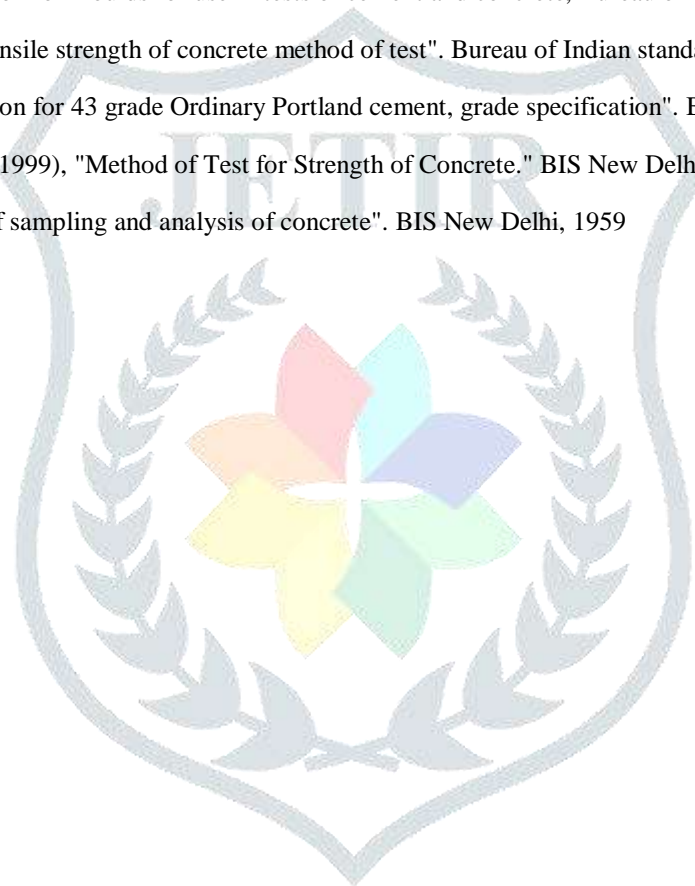 nsile strength of concrete method of test". Bureau of Indian standa
on for 43 grade Ordinary Portland cement, grade specification". B
1999), "Method of Test for Strength of Concrete." BIS New Delh
f sampling and analysis of concrete". BIS New Delhi, 1959
JETIR